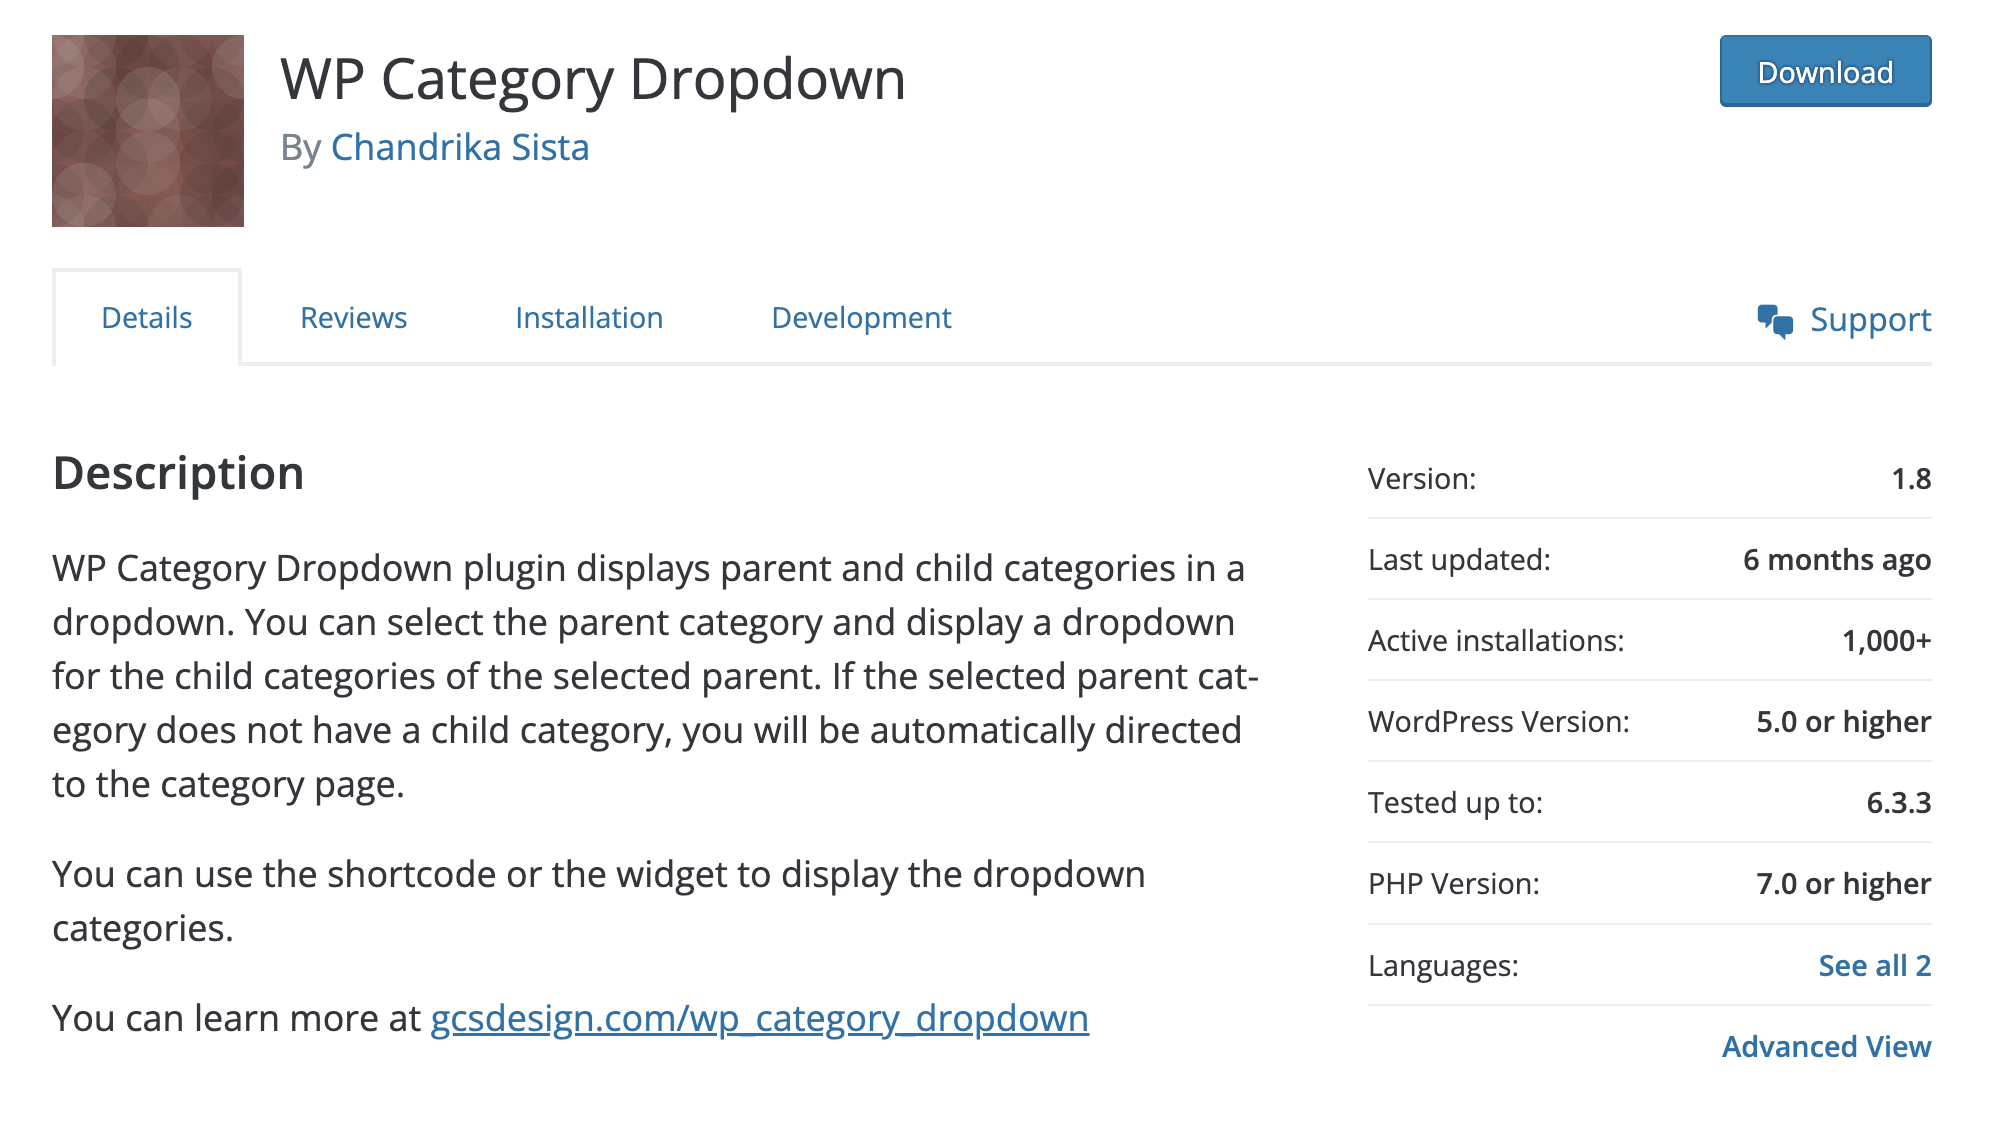 WP Category Dropdown
By Chandrika Sista
Download
Details
Reviews
Installation
Development
Support
Description
WP Category Dropdown plugin displays parent and child categories in a
dropdown. You can select the parent category and display a dropdown
for the child categories of the selected parent. If the selected parent cat-
egory does not have a child category, you will be automatically directed
to the category page.
You can use the shortcode or the widget to display the dropdown
categories.
You can learn more at gcsdesign.com/wp_category_dropdown
Version: 1.8
Last updated: 6 months ago
Active installations: 1,000+
WordPress Version: 5.0 or higher
Tested up to: 6.3.3
PHP Version: 7.0 or higher
Languages: See all 2
Advanced View